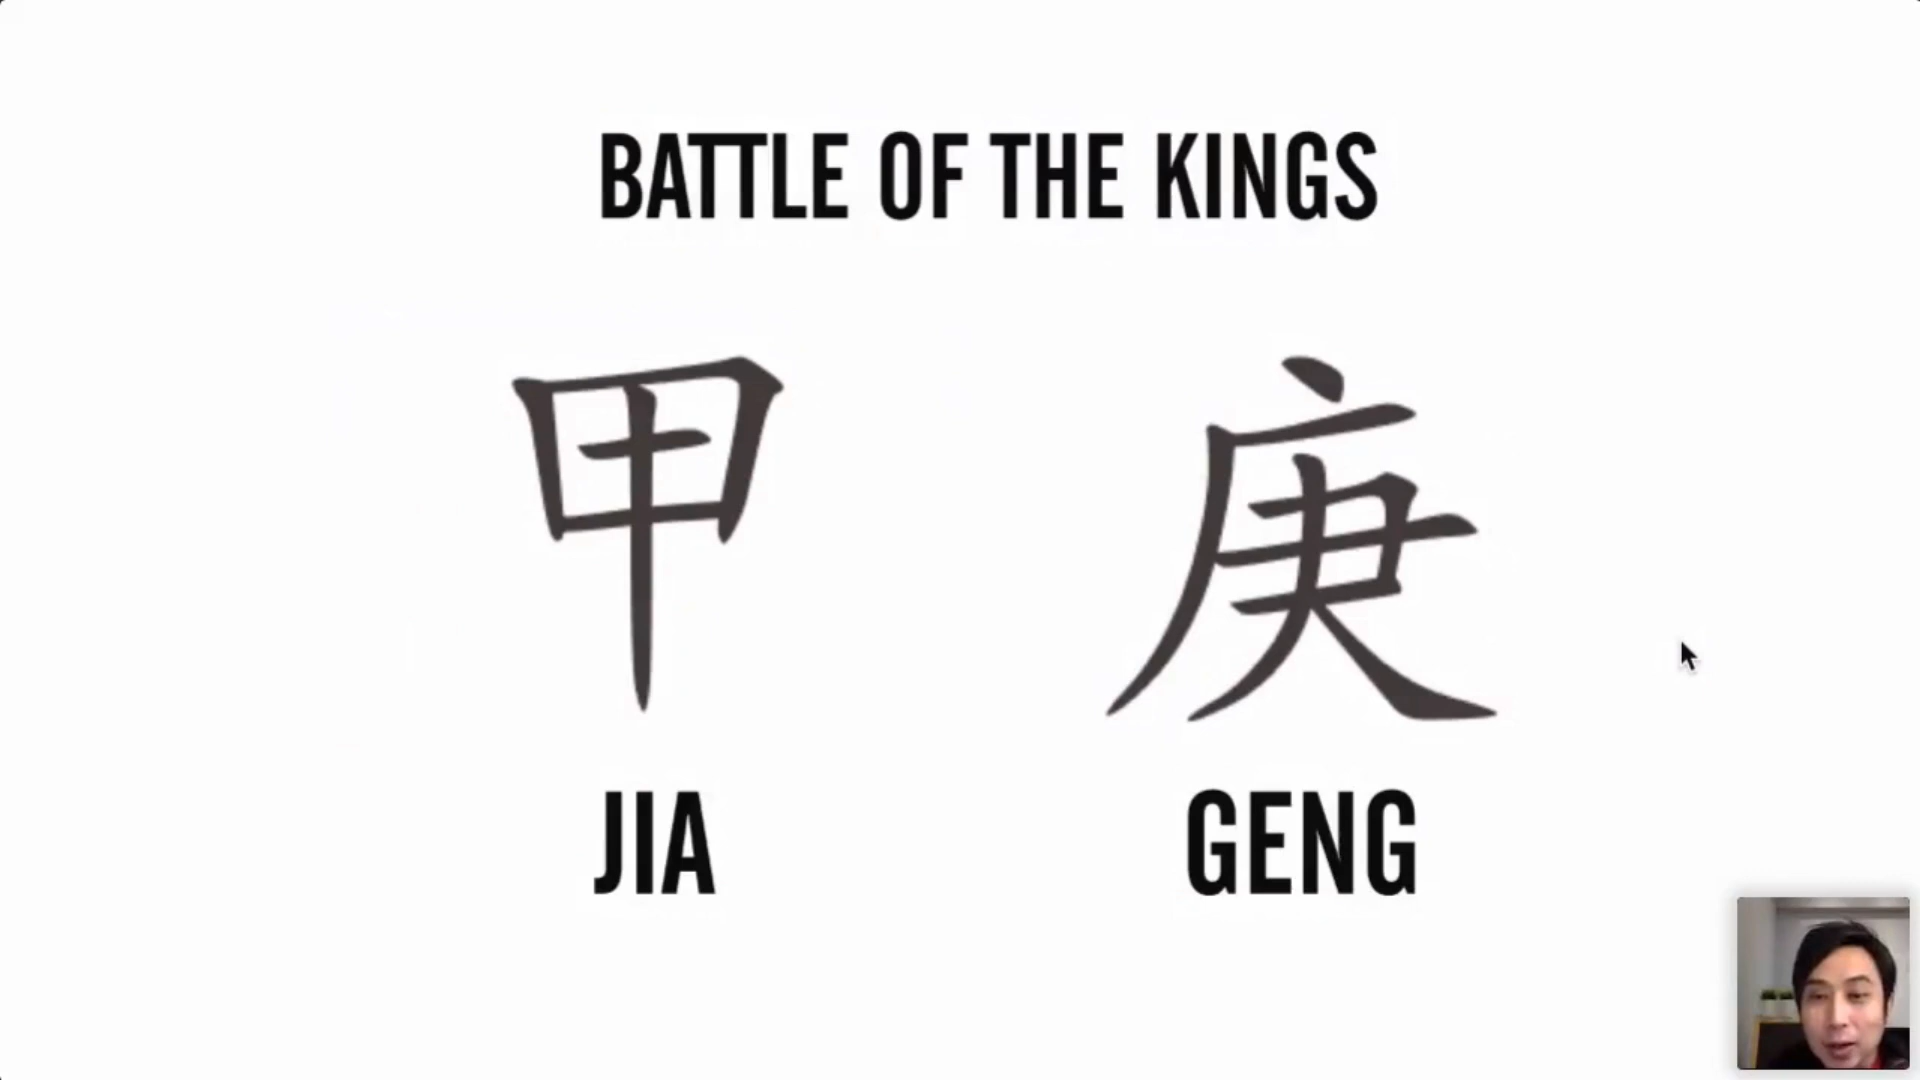 BATTLE OF THE KINGS
甲 庚
JIA GENG